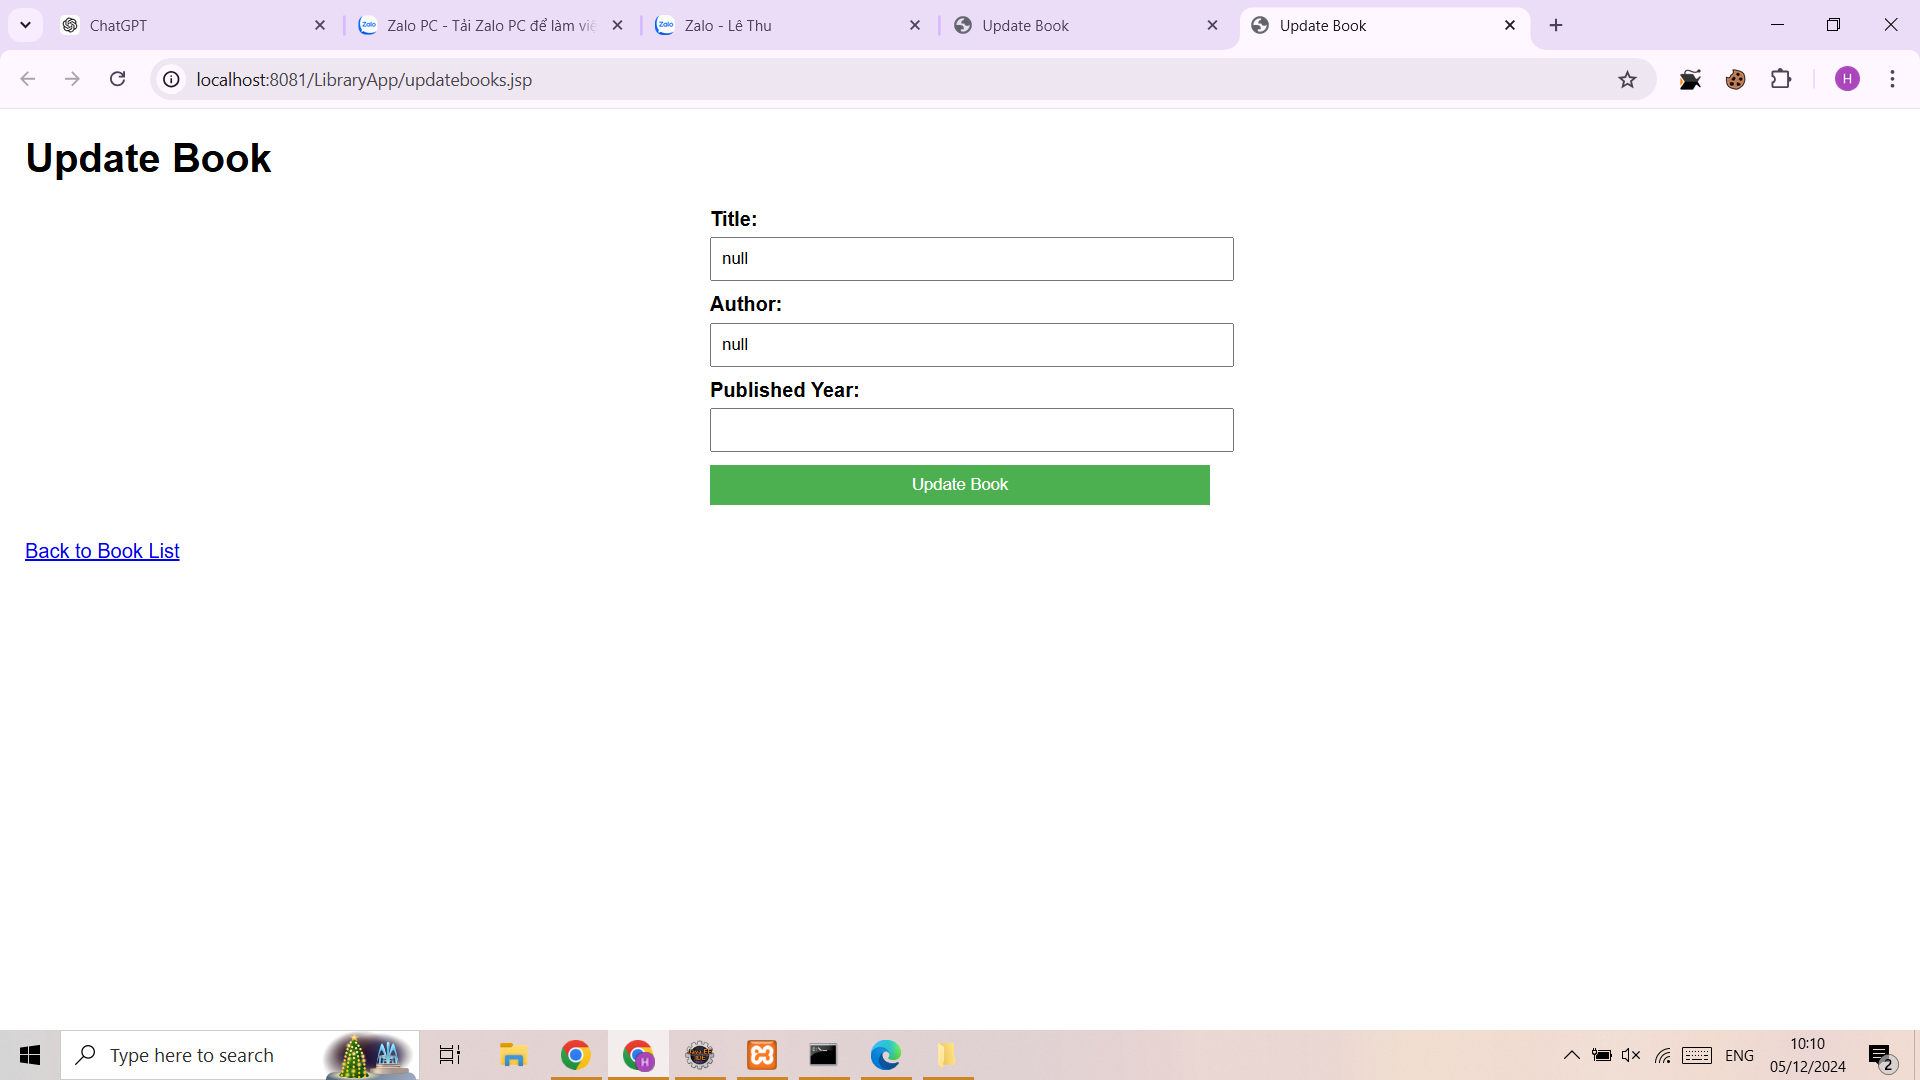 ChatGPT
Zalo PC - Tải Zalo PC để làm việ
Zalo - Lê Thu
Update Book
Update Book
localhost:8081/LibraryApp/updatebooks.jsp
H
Update Book
Title:
null
Author:
null
Published Year:
Update Book
Back to Book List
Type here to search
ENG
10:10
05/12/2024
2